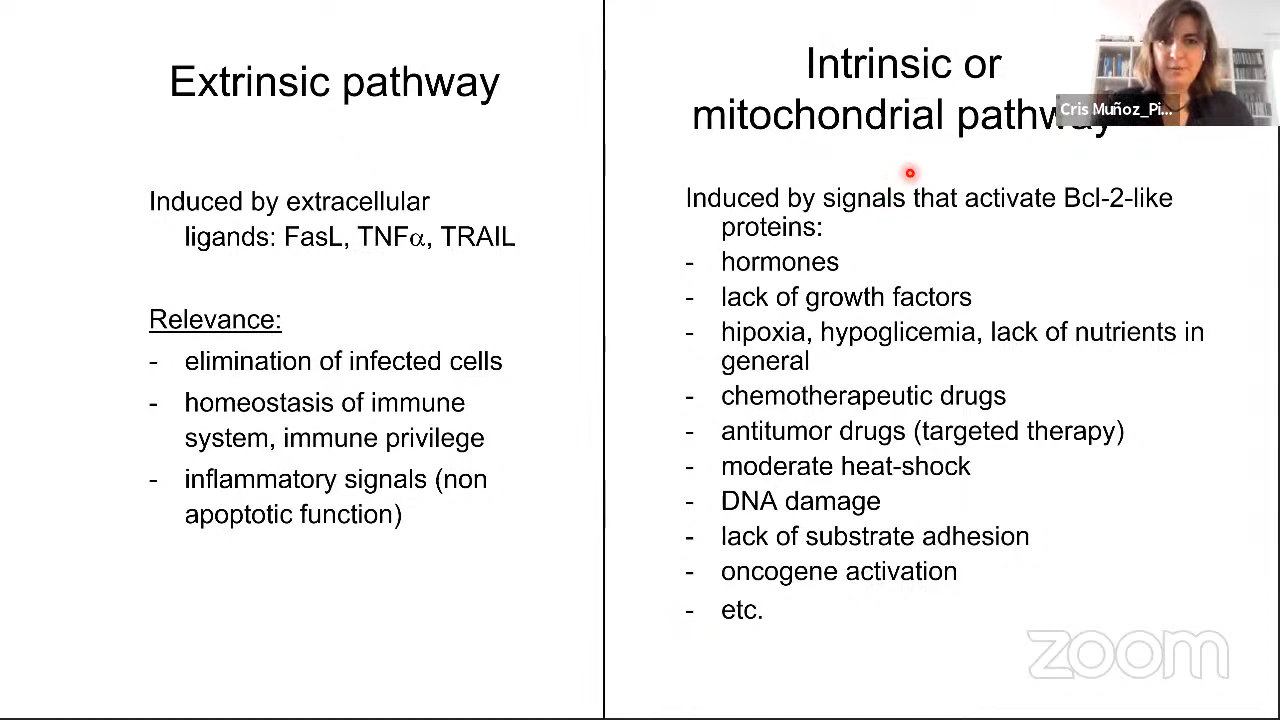 Extrinsic pathway
Induced by extracellular
ligands: FasL, TNFα, TRAIL
Relevance:
- elimination of infected cells
- homeostasis of immune
system, immune privilege
- inflammatory signals (non
apoptotic function)
Intrinsic or
mitochondrial pathway
Cris Muñoz_Pi...
Induced by signals that activate Bcl-2-like
proteins:
- hormones
- lack of growth factors
- hipoxia, hypoglicemia, lack of nutrients in
general
- chemotherapeutic drugs
- antitumor drugs (targeted therapy)
- moderate heat-shock
- DNA damage
- lack of substrate adhesion
- oncogene activation
- etc.
zoom